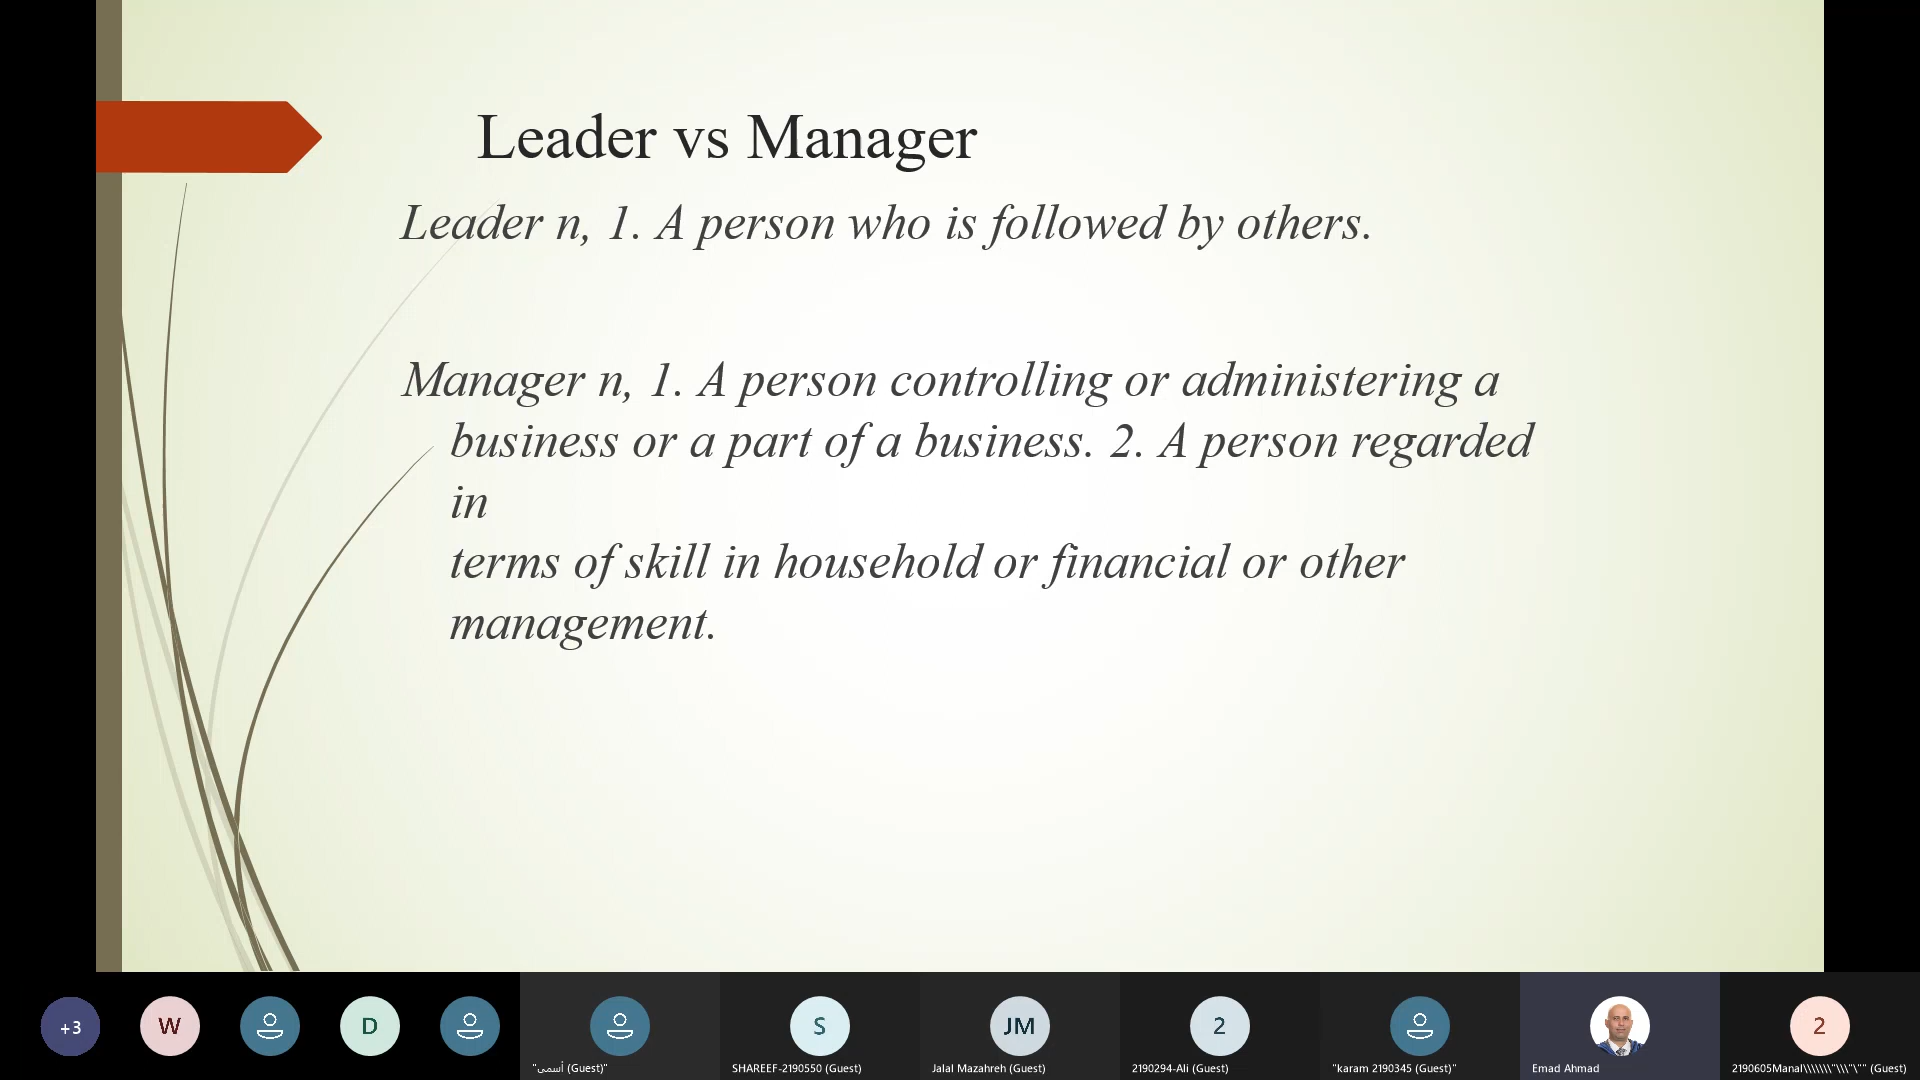 Leader vs Manager
Leader n, 1. A person who is followed by others.
Manager n, 1. A person controlling or administering a
business or a part of a business. 2. A person regarded
in
terms of skill in household or financial or other
management.
+3
W
D
S
JM
2
2
"أسمى (Guest)"
SHAREEF-2190550 (Guest)
Jalal Mazahreh (Guest)
2190294-Ali (Guest)
"karam 2190345 (Guest)"
Emad Ahmad
2190605Manal\\\\\\\"\\\"\"" (Guest)